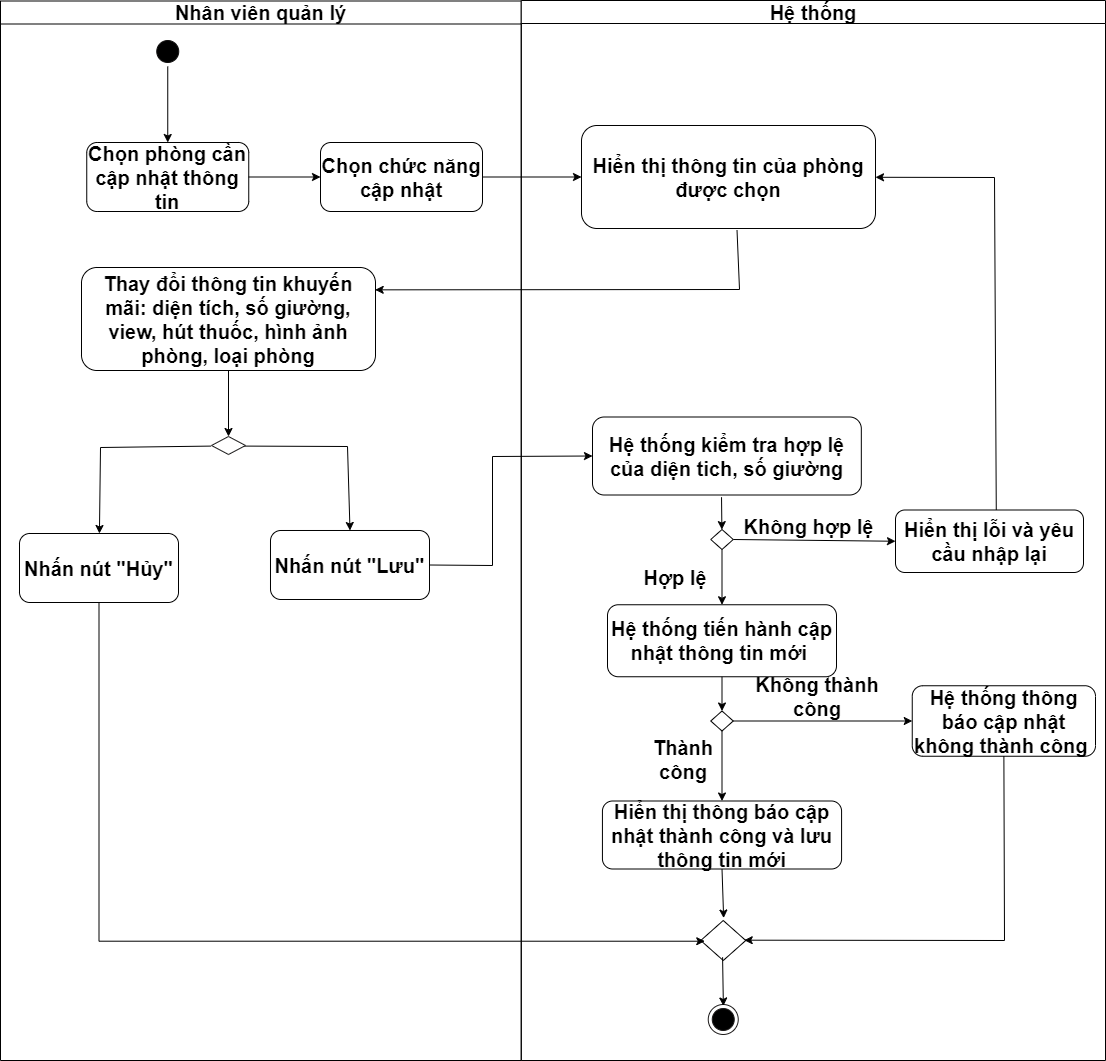 Nhân viên quản lý
Hệ thống
Chọn phòng cần
cập nhật thông
tin
Chọn chức năng
cập nhật
Hiển thị thông tin của phòng
được chọn
Thay đổi thông tin khuyến
mãi: diện tích, số giường,
view, hút thuốc, hình ảnh
phòng, loại phòng
Nhấn nút "Hủy"
Nhấn nút "Lưu"
Hệ thống kiểm tra hợp lệ
của diện tich, số giường
Không hợp lệ
Hiển thị lỗi và yêu
cầu nhập lại
Hợp lệ
Hệ thống tiến hành cập
nhật thông tin mới
Không thành
công
Hệ thống thông
báo cập nhật
không thành công
Thành
công
Hiển thị thông báo cập
nhật thành công và lưu
thông tin mới